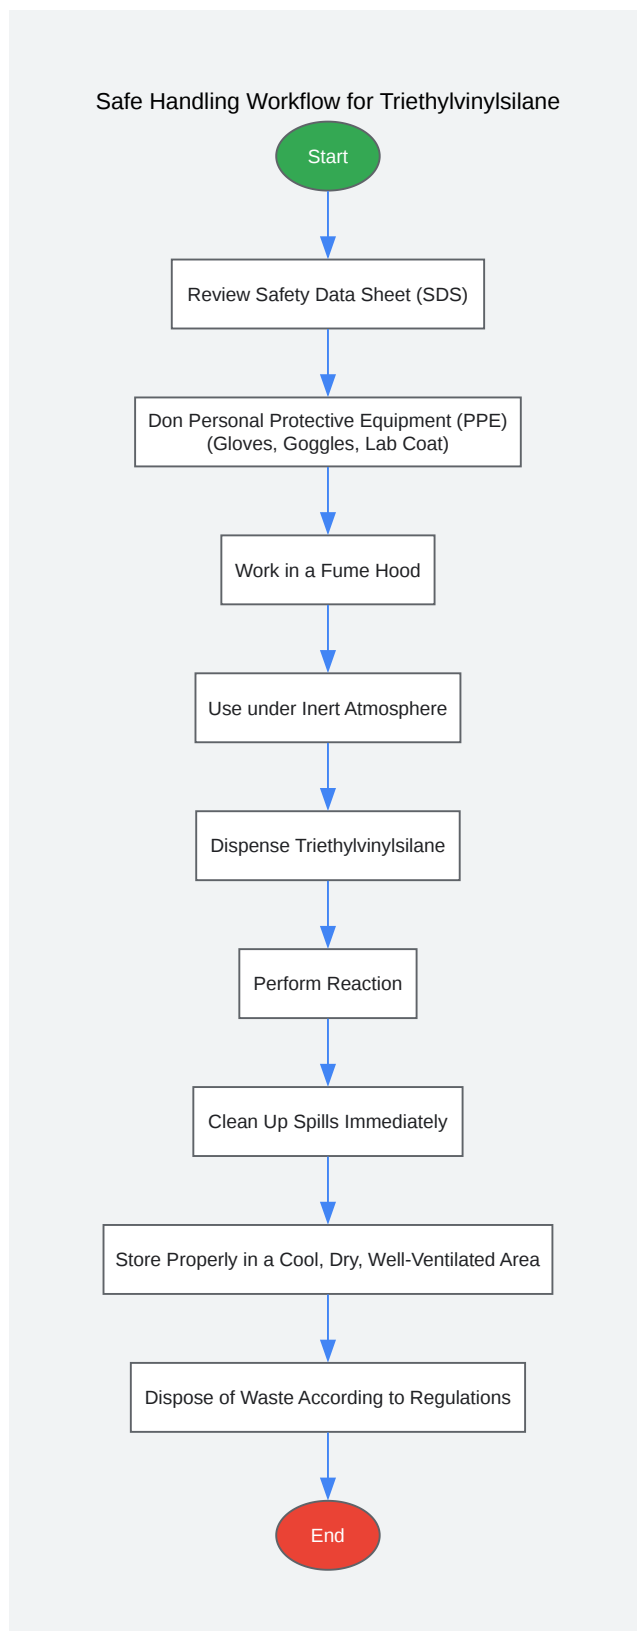 Safe Handling Workflow for Triethylvinylsilane
Start
Review Safety Data Sheet (SDS)
Don Personal Protective Equipment (PPE)
(Gloves, Goggles, Lab Coat)
Work in a Fume Hood
Use under Inert Atmosphere
Dispense Triethylvinylsilane
Perform Reaction
Clean Up Spills Immediately
Store Properly in a Cool, Dry, Well-Ventilated Area
Dispose of Waste According to Regulations
End